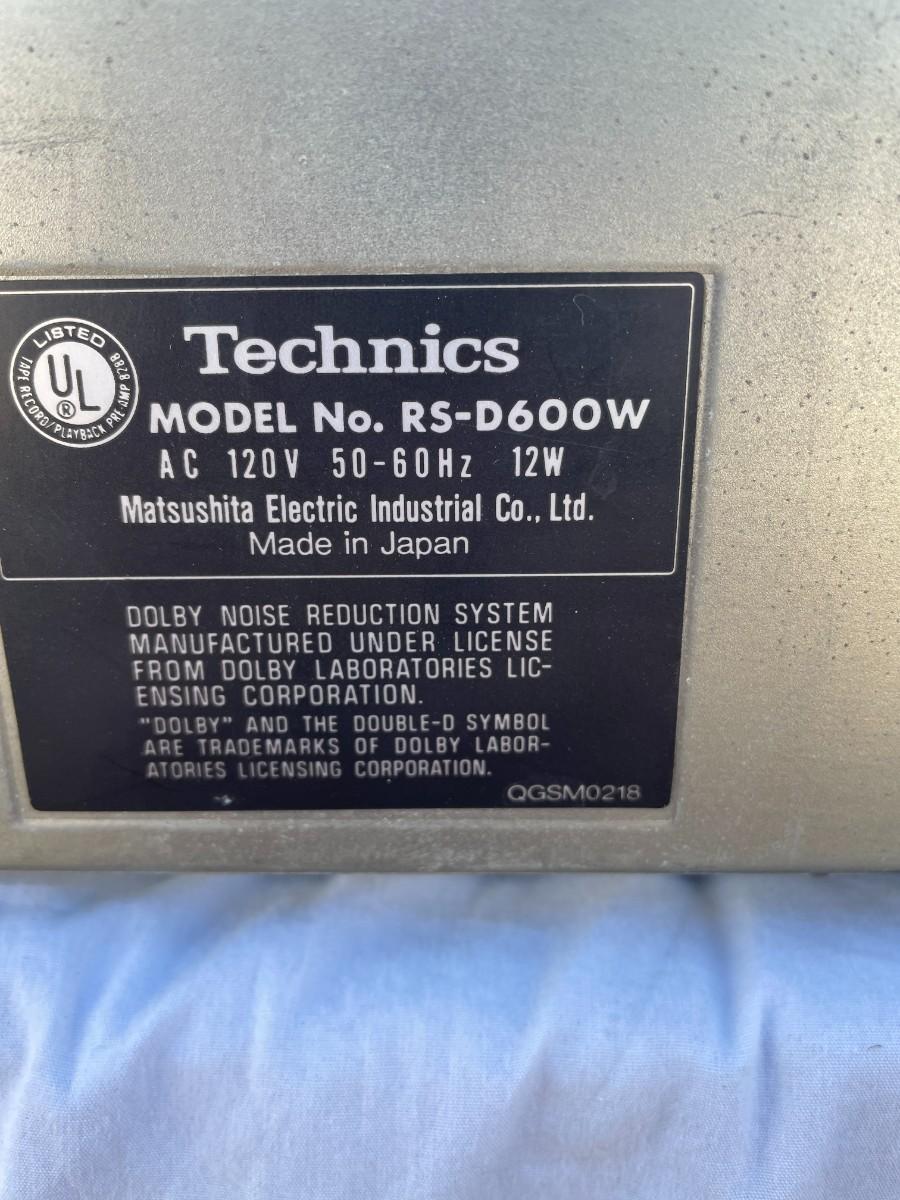 LISTED
UL
®
TAPE RECORD/PLAYBACK PRE-AMP 8Z88
Technics
MODEL No. RS-D600W
AC 120V 50-60Hz 12W
Matsushita Electric Industrial Co., Ltd.
Made in Japan
DOLBY NOISE REDUCTION SYSTEM
MANUFACTURED UNDER LICENSE
FROM DOLBY LABORATORIES LIC-
ENSING CORPORATION.
"DOLBY" AND THE DOUBLE-D SYMBOL
ARE TRADEMARKS OF DOLBY LABOR-
ATORIES LICENSING CORPORATION.
QGSM0218